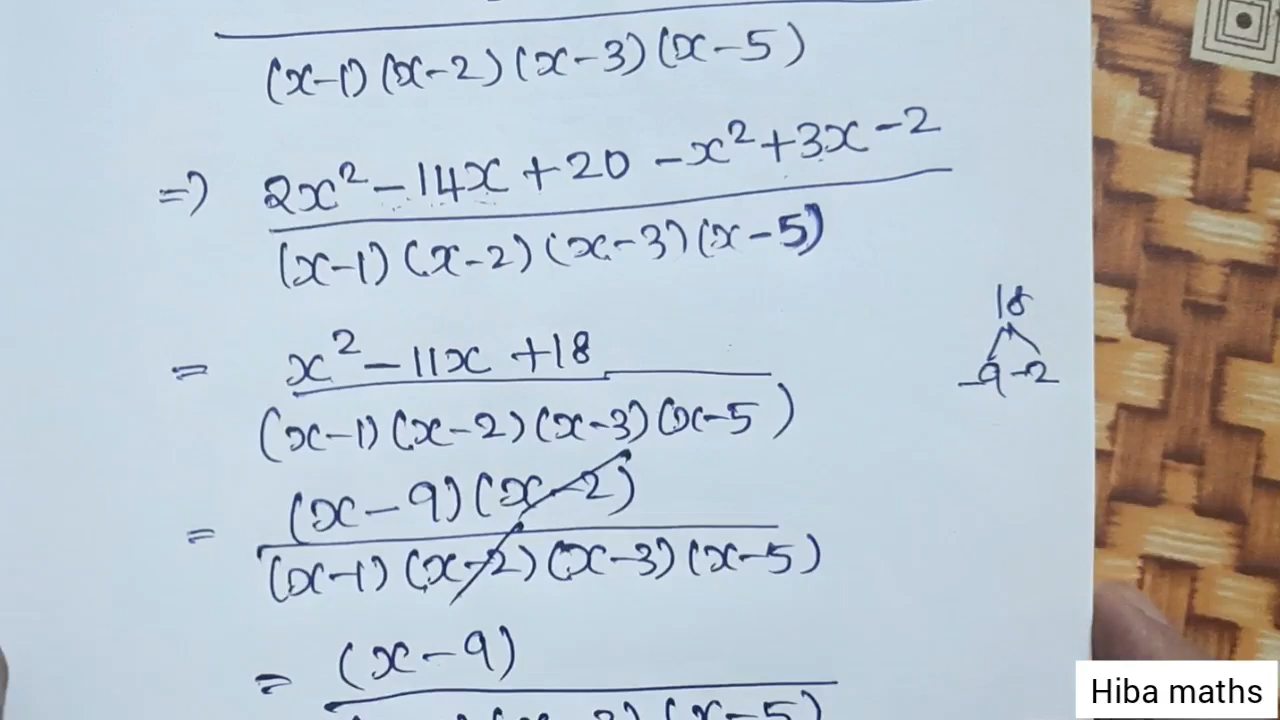 (x-1)(x-2)(x-3)(x-5)
=) 2x² - 14x + 20 - x² + 3x - 2
(x-1)(x-2)(x-3)(x-5)
= x² - 11x + 18
(x-1)(x-2)(x-3)(x-5)
18
-9 -2
= (x-9)(x-2)
(x-1)(x-2)(x-3)(x-5)
= (x-9)
(x-5)
Hiba maths